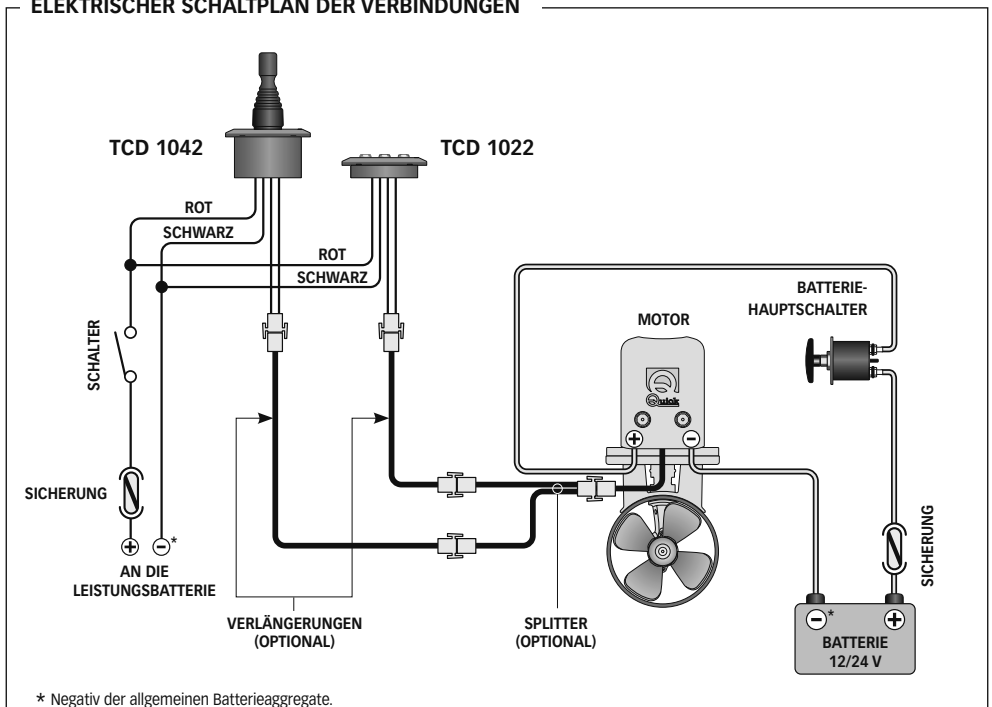 ELEKTRISCHER SCHALTPLAN DER VERBINDUNGEN
TCD 1042
TCD 1022
ROT
SCHWARZ
ROT
SCHWARZ
BATTERIE-
HAUPTSCHALTER
MOTOR
SCHALTER
Quick
+
−
SICHERUNG
SICHERUNG
+
−*
AN DIE
LEISTUNGSBATTERIE
VERLÄNGERUNGEN
(OPTIONAL)
SPLITTER
(OPTIONAL)
−*
+
BATTERIE
12/24 V
* Negativ der allgemeinen Batterieaggregate.